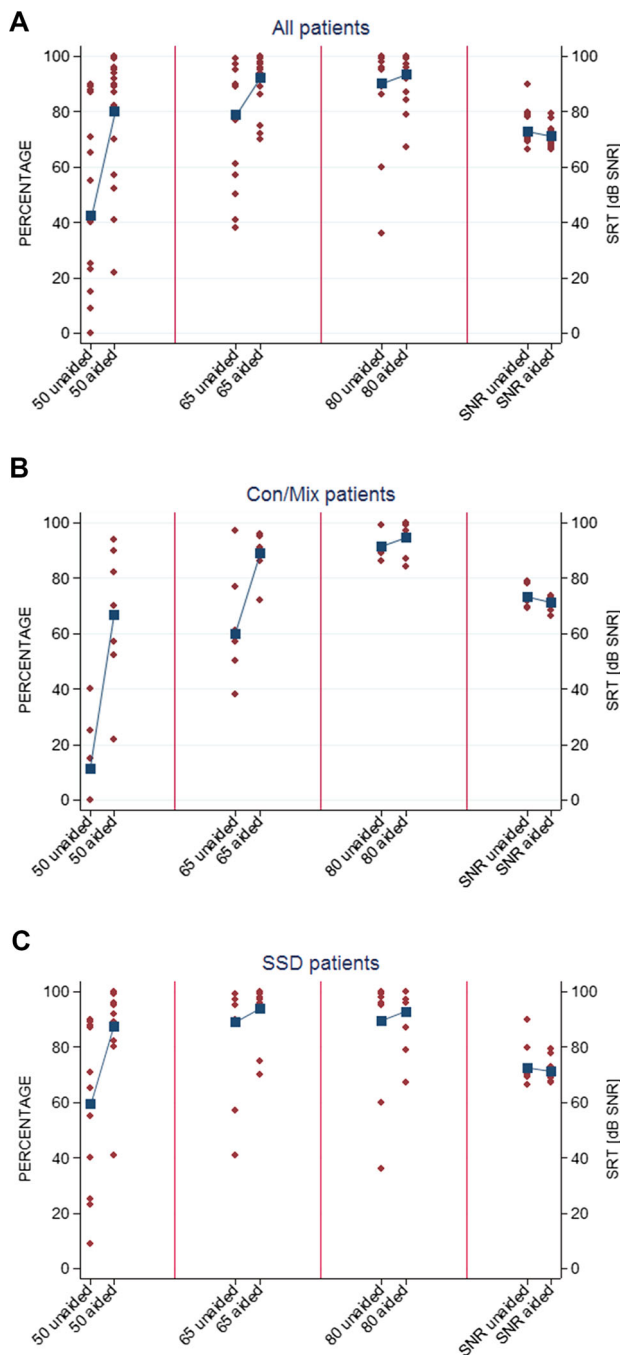 A
All patients
100
80
60
40
20
0
PERCENTAGE
100
80
60
40
20
0
SRT [dB SNR]
50 unaided
50 aided
65 unaided
65 aided
80 unaided
80 aided
SNR unaided
SNR aided
B
Con/Mix patients
100
80
60
40
20
0
PERCENTAGE
100
80
60
40
20
0
SRT [dB SNR]
50 unaided
50 aided
65 unaided
65 aided
80 unaided
80 aided
SNR unaided
SNR aided
C
SSD patients
100
80
60
40
20
0
PERCENTAGE
100
80
60
40
20
0
SRT [dB SNR]
50 unaided
50 aided
65 unaided
65 aided
80 unaided
80 aided
SNR unaided
SNR aided